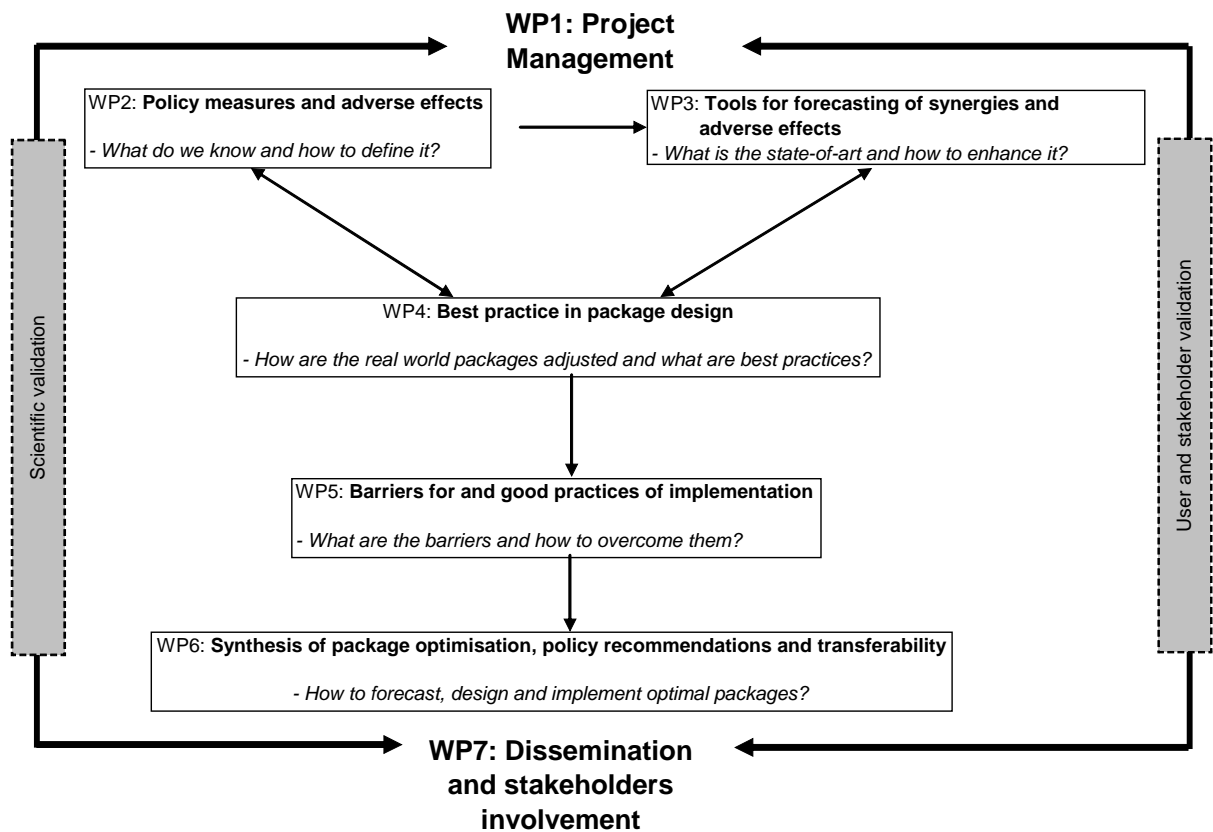 WP1: Project
Management
WP2: Policy measures and adverse effects
- What do we know and how to define it?
WP3: Tools for forecasting of synergies and
adverse effects
- What is the state-of-art and how to enhance it?
Scientific validation
User and stakeholder validation
WP4: Best practice in package design
- How are the real world packages adjusted and what are best practices?
WP5: Barriers for and good practices of implementation
- What are the barriers and how to overcome them?
WP6: Synthesis of package optimisation, policy recommendations and transferability
- How to forecast, design and implement optimal packages?
WP7: Dissemination
and stakeholders
involvement